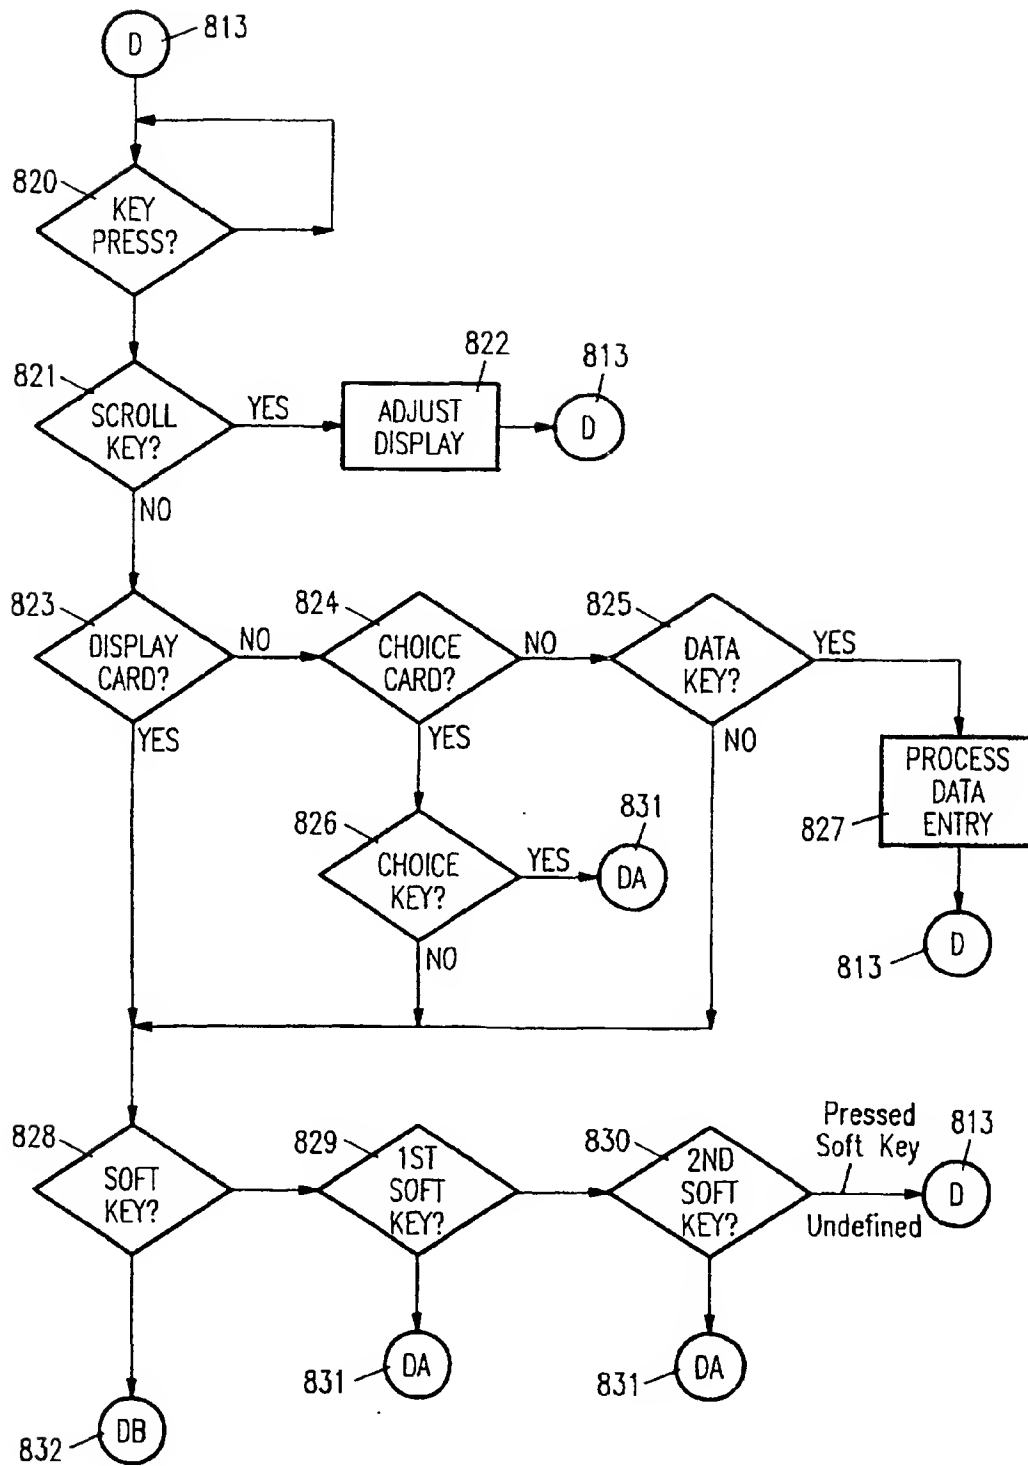 D 813
820 KEY
PRESS?
821 SCROLL
KEY?
YES
822
ADJUST
DISPLAY
813
D
NO
823 DISPLAY
CARD?
NO
824 CHOICE
CARD?
NO
825 DATA
KEY?
YES
YES
YES
NO
PROCESS
DATA
ENTRY
827
826 CHOICE
KEY?
YES
831
DA
NO
813 D
828 SOFT
KEY?
829 1ST
SOFT
KEY?
830 2ND
SOFT
KEY?
Pressed
Soft Key
Undefined
813
D
831 DA
831 DA
832 DB